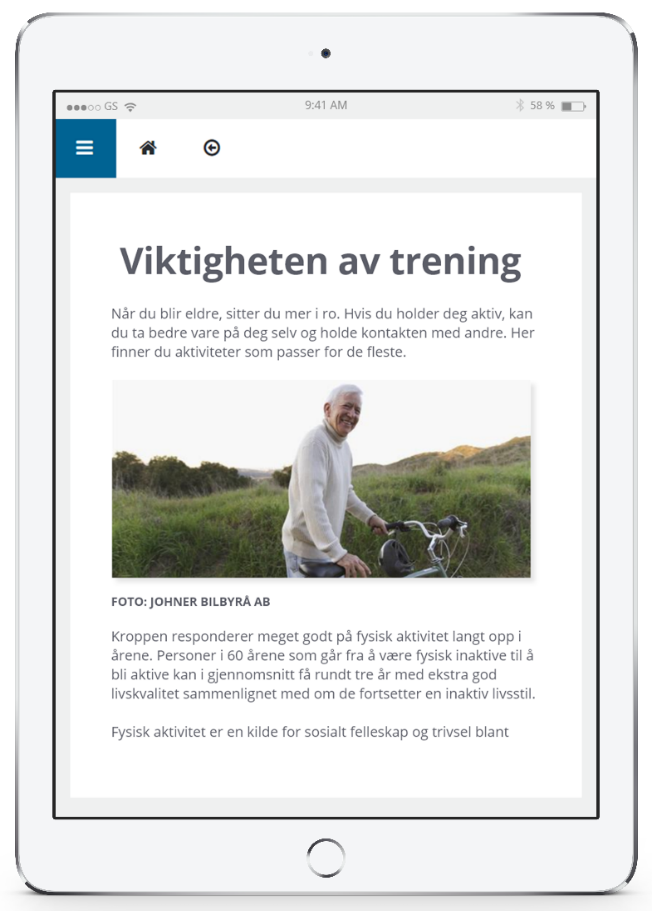 GS
9:41 AM
58 %
Viktigheten av trening
Når du blir eldre, sitter du mer i ro. Hvis du holder deg aktiv, kan
du ta bedre vare på deg selv og holde kontakten med andre. Her
finner du aktiviteter som passer for de fleste.
FOTO: JOHNER BILBYRÅ AB
Kroppen responderer meget godt på fysisk aktivitet langt opp i
årene. Personer i 60 årene som går fra å være fysisk inaktive til å
bli aktive kan i gjennomsnitt få rundt tre år med ekstra god
livskvalitet sammenlignet med om de fortsetter en inaktiv livsstil.
Fysisk aktivitet er en kilde for sosialt felleskap og trivsel blant